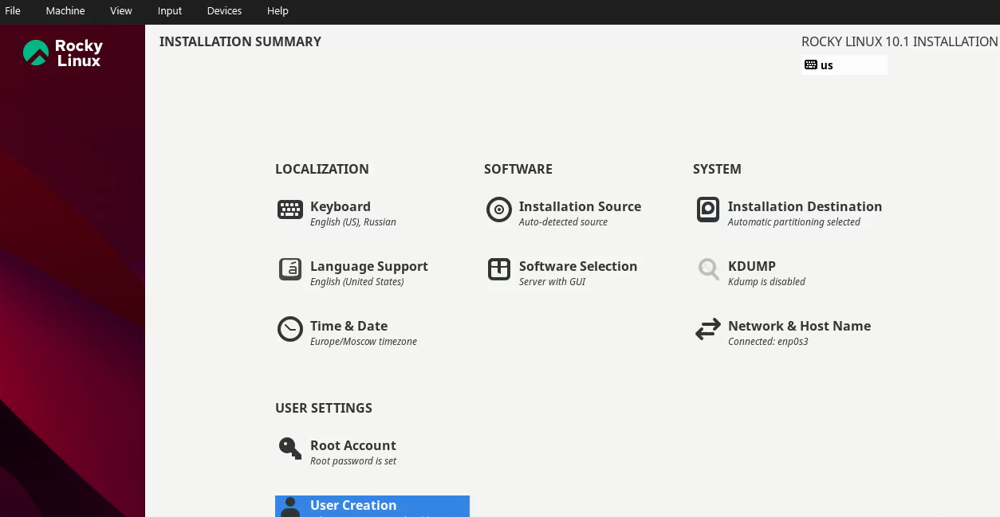 File Machine View Input Devices Help
Rocky
Linux
INSTALLATION SUMMARY
ROCKY LINUX 10.1 INSTALLATION
us
LOCALIZATION
Keyboard
English (US), Russian
Language Support
English (United States)
Time & Date
Europe/Moscow timezone
SOFTWARE
Installation Source
Auto-detected source
Software Selection
Server with GUI
SYSTEM
Installation Destination
Automatic partitioning selected
KDUMP
Kdump is disabled
Network & Host Name
Connected: enp0s3
USER SETTINGS
Root Account
Root password is set
User Creation